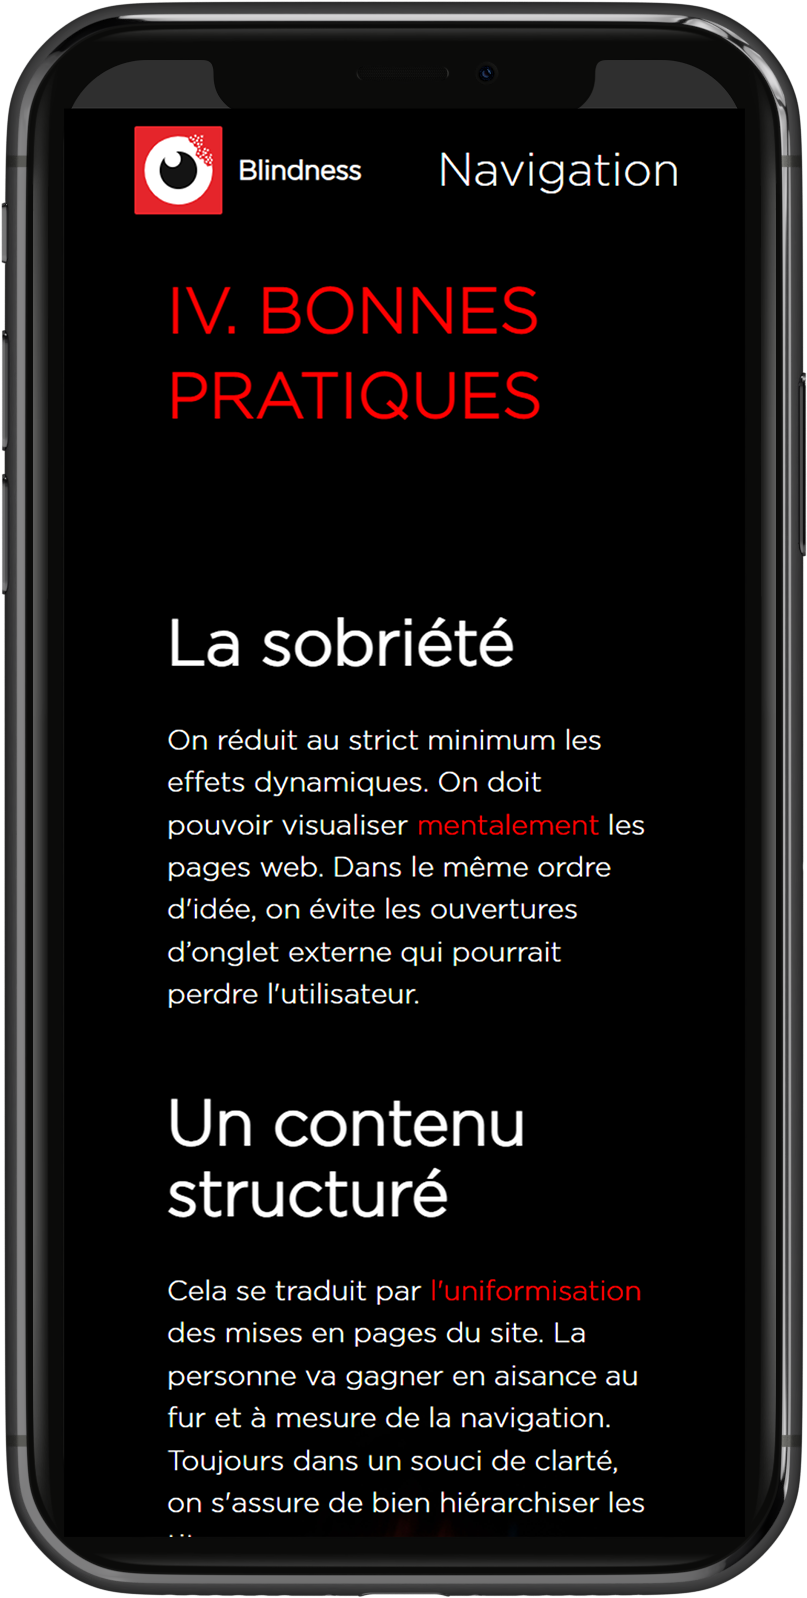 Blindness
Navigation
IV. BONNES
PRATIQUES
La sobriété
On réduit au strict minimum les
effets dynamiques. On doit
pouvoir visualiser mentalement les
pages web. Dans le même ordre
d'idée, on évite les ouvertures
d’onglet externe qui pourrait
perdre l'utilisateur.
Un contenu
structuré
Cela se traduit par l'uniformisation
des mises en pages du site. La
personne va gagner en aisance au
fur et à mesure de la navigation.
Toujours dans un souci de clarté,
on s'assure de bien hiérarchiser les